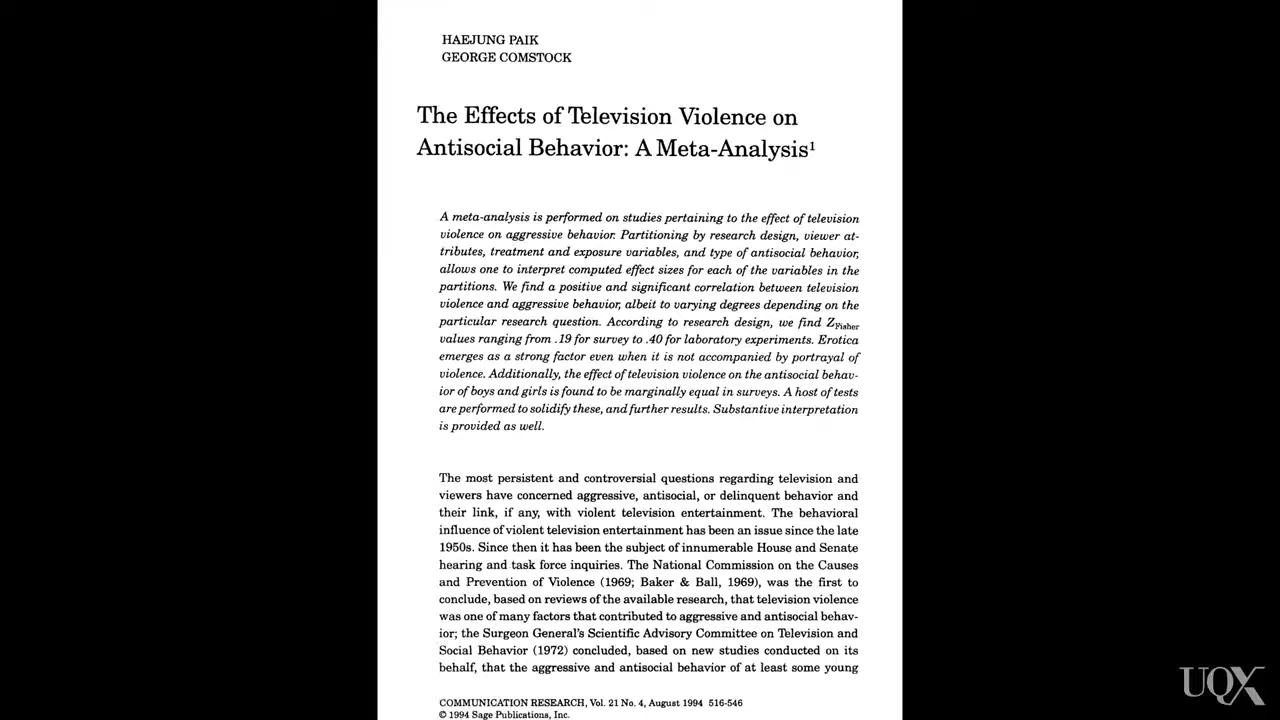 HAEJUNG PAIK
GEORGE COMSTOCK
The Effects of Television Violence on
Antisocial Behavior: A Meta-Analysis¹
A meta-analysis is performed on studies pertaining to the effect of television
violence on aggressive behavior. Partitioning by research design, viewer at-
tributes, treatment and exposure variables, and type of antisocial behavior,
allows one to interpret computed effect sizes for each of the variables in the
partitions. We find a positive and significant correlation between television
violence and aggressive behavior, albeit to varying degrees depending on the
particular research question. According to research design, we find Z_Fisher
values ranging from .19 for survey to .40 for laboratory experiments. Erotica
emerges as a strong factor even when it is not accompanied by portrayal of
violence. Additionally, the effect of television violence on the antisocial behav-
ior of boys and girls is found to be marginally equal in surveys. A host of tests
are performed to solidify these, and further results. Substantive interpretation
is provided as well.
The most persistent and controversial questions regarding television and
viewers have concerned aggressive, antisocial, or delinquent behavior and
their link, if any, with violent television entertainment. The behavioral
influence of violent television entertainment has been an issue since the late
1950s. Since then it has been the subject of innumerable House and Senate
hearing and task force inquiries. The National Commission on the Causes
and Prevention of Violence (1969; Baker & Ball, 1969), was the first to
conclude, based on reviews of the available research, that television violence
was one of many factors that contributed to aggressive and antisocial behav-
ior; the Surgeon General's Scientific Advisory Committee on Television and
Social Behavior (1972) concluded, based on new studies conducted on its
behalf, that the aggressive and antisocial behavior of at least some young
COMMUNICATION RESEARCH, Vol. 21 No. 4, August 1994 516-546
© 1994 Sage Publications, Inc.
UQX